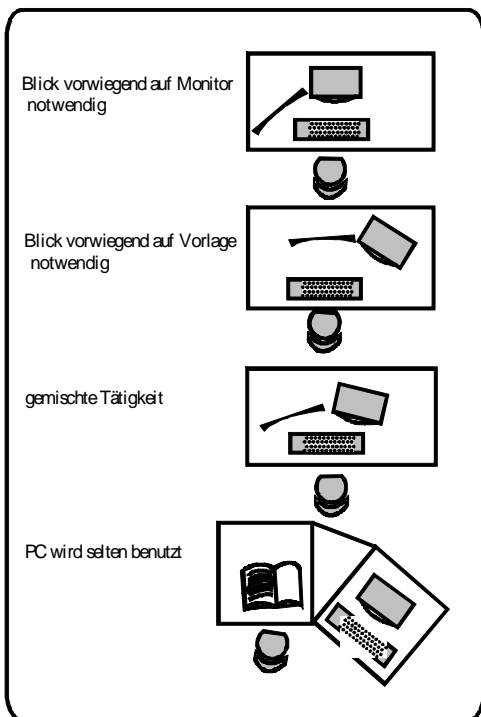 Blick vorwiegend auf Monitor
notwendig
Blick vorwiegend auf Vorlage
notwendig
gemischte Tätigkeit
PC wird selten benutzt